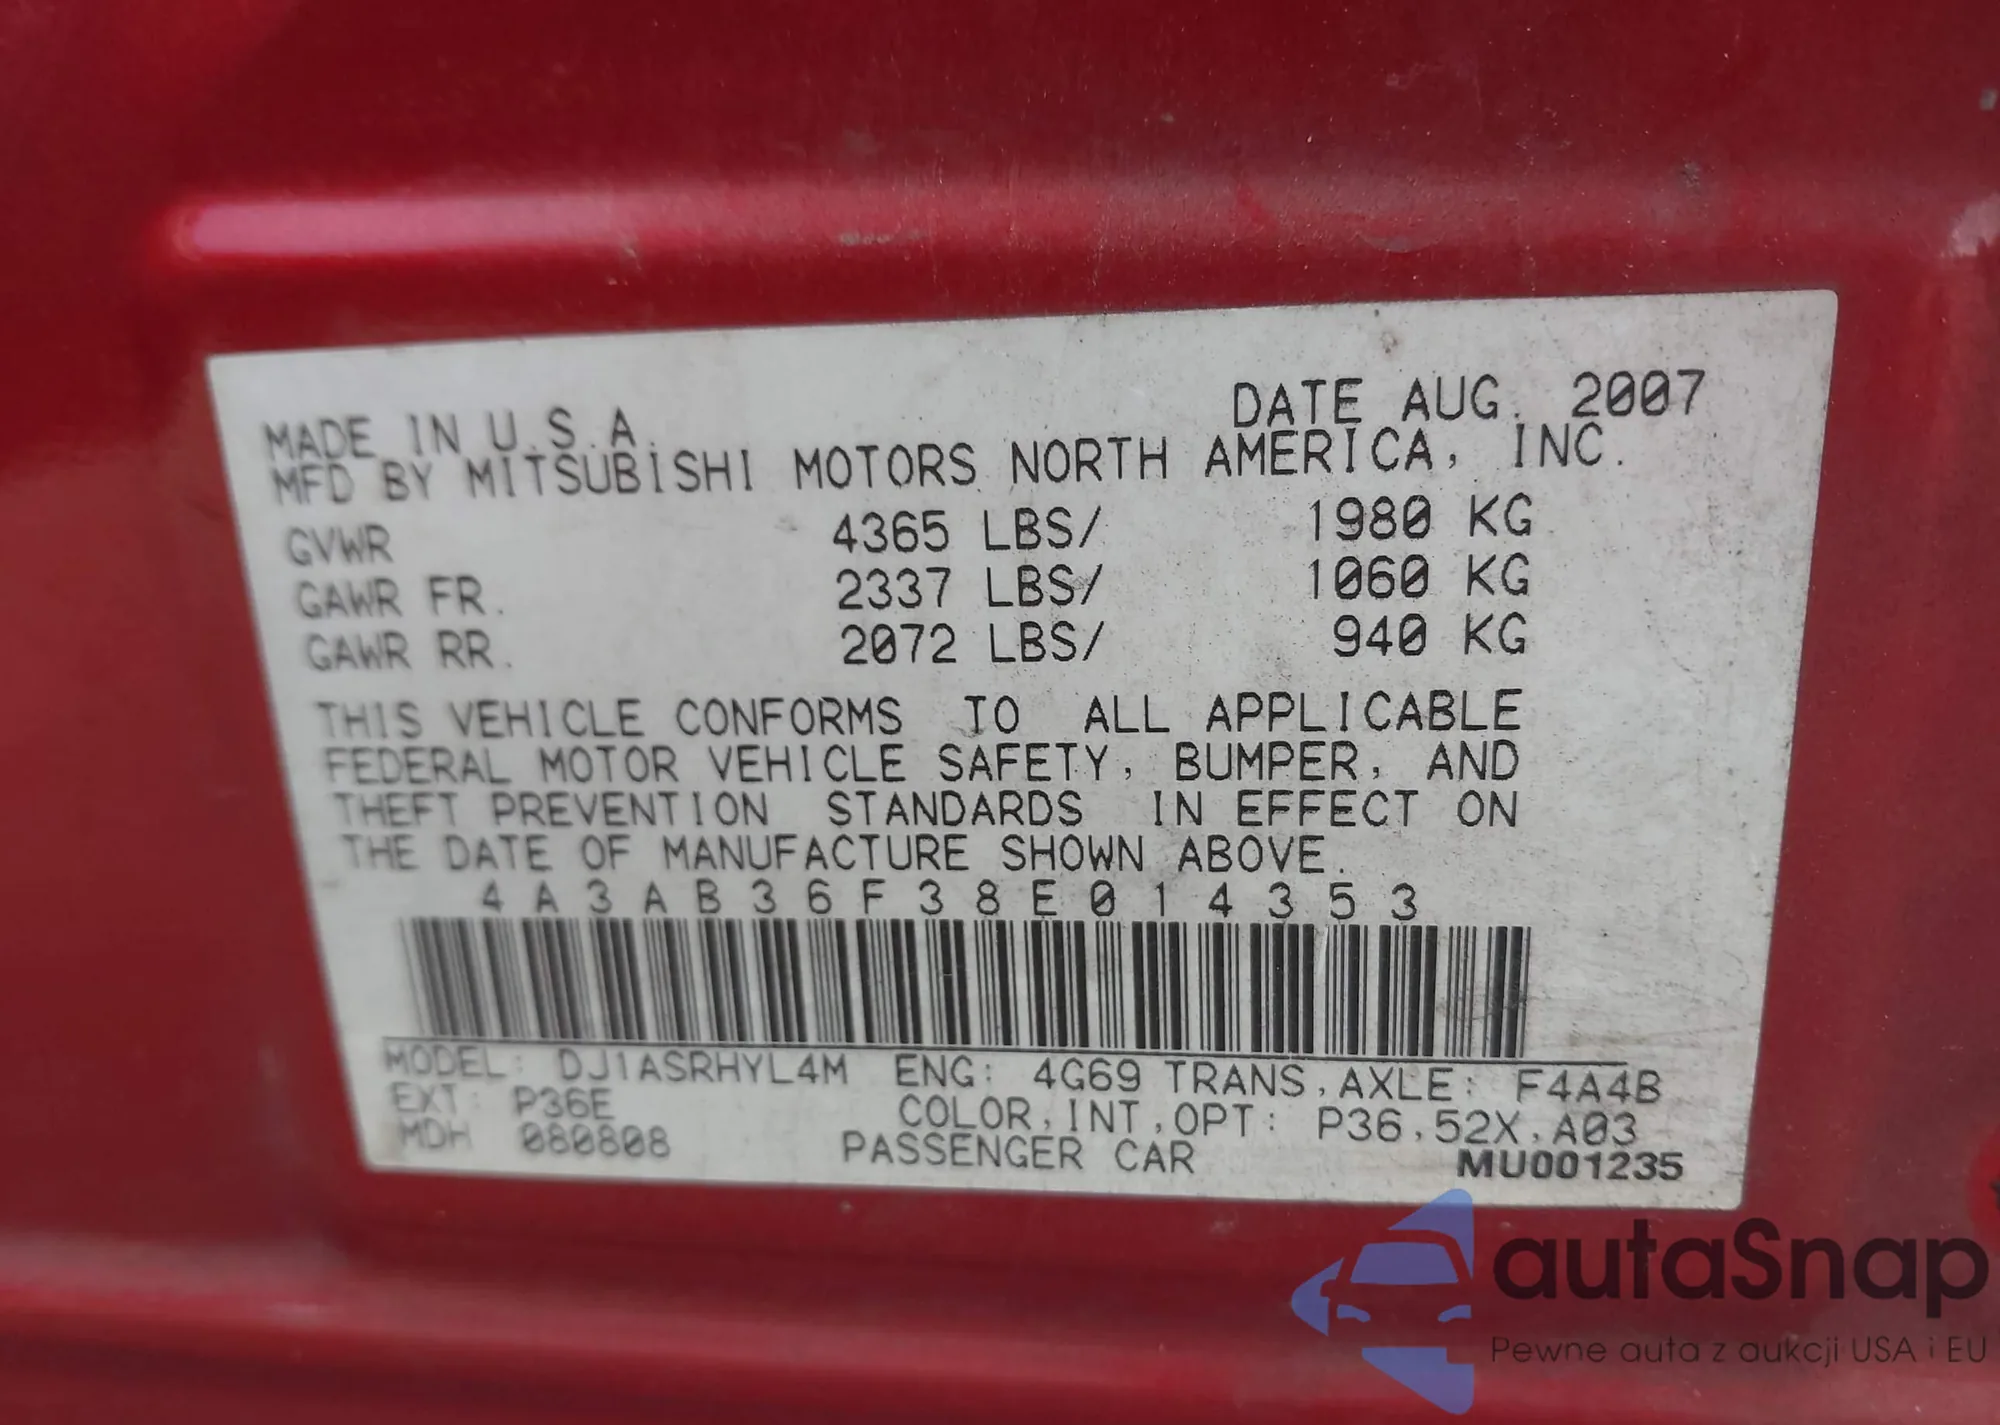 DATE AUG. 2007
MADE IN U.S.A.
MFD BY MITSUBISHI MOTORS NORTH AMERICA, INC.
GVWR 4365 LBS/ 1980 KG
GAWR FR. 2337 LBS/ 1060 KG
GAWR RR. 2072 LBS/ 940 KG
THIS VEHICLE CONFORMS TO ALL APPLICABLE
FEDERAL MOTOR VEHICLE SAFETY, BUMPER, AND
THEFT PREVENTION STANDARDS IN EFFECT ON
THE DATE OF MANUFACTURE SHOWN ABOVE.
4A3AB36F38E014353
MODEL: DJ1ASRHYL4M ENG: 4G69 TRANS,AXLE: F4A4B
EXT: P36E COLOR,INT,OPT: P36,52X,A03
MDH 080808 PASSENGER CAR MU001235
autaSnap
Pewne auta z aukcji USA i EU